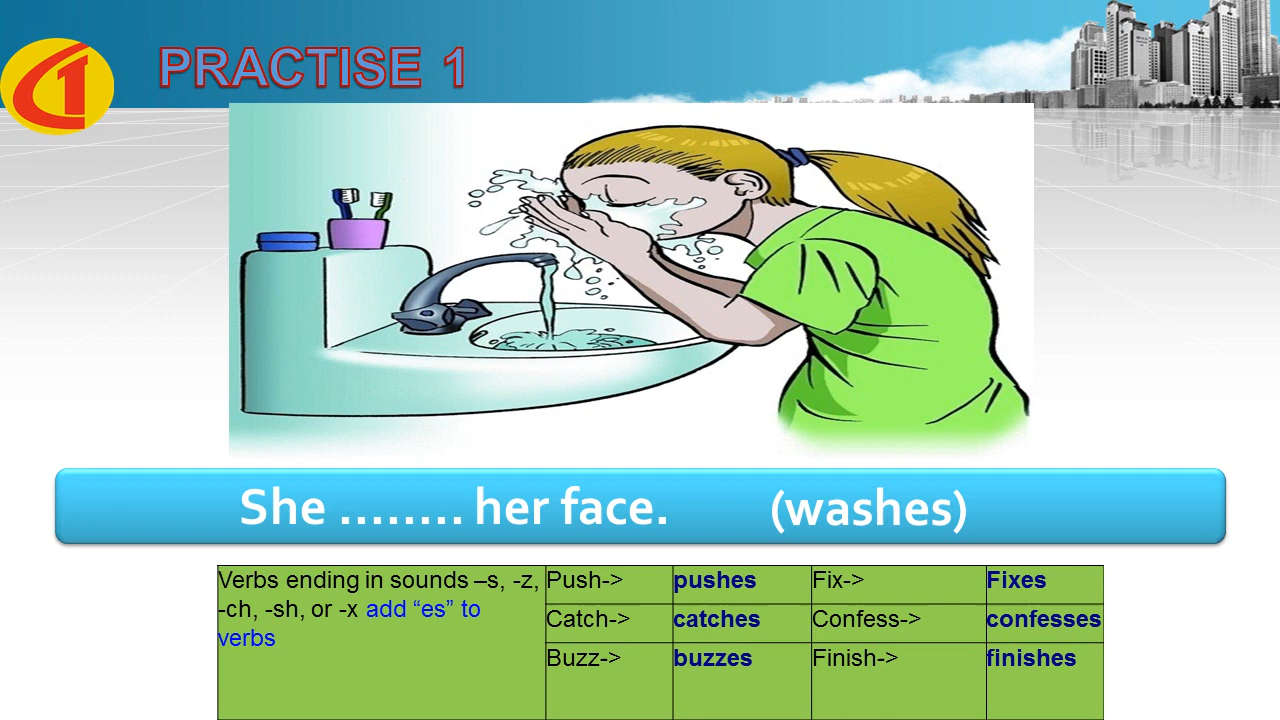 PRACTISE 1
She ........ her face. (washes)
Verbs ending in sounds –s, -z,
-ch, -sh, or -x add “es” to
verbs
Push-> pushes Fix-> Fixes
Catch-> catches Confess-> confesses
Buzz-> buzzes Finish-> finishes